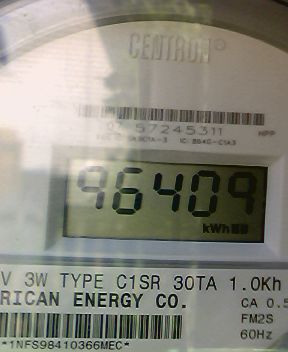 CENTRON®
57245311
HPP
96409
kWh
V 3W TYPE C1SR 30TA 1.0Kh
RICAN ENERGY CO.
CA 0.5
FM2S
60Hz
*1NFS98410366MEC*